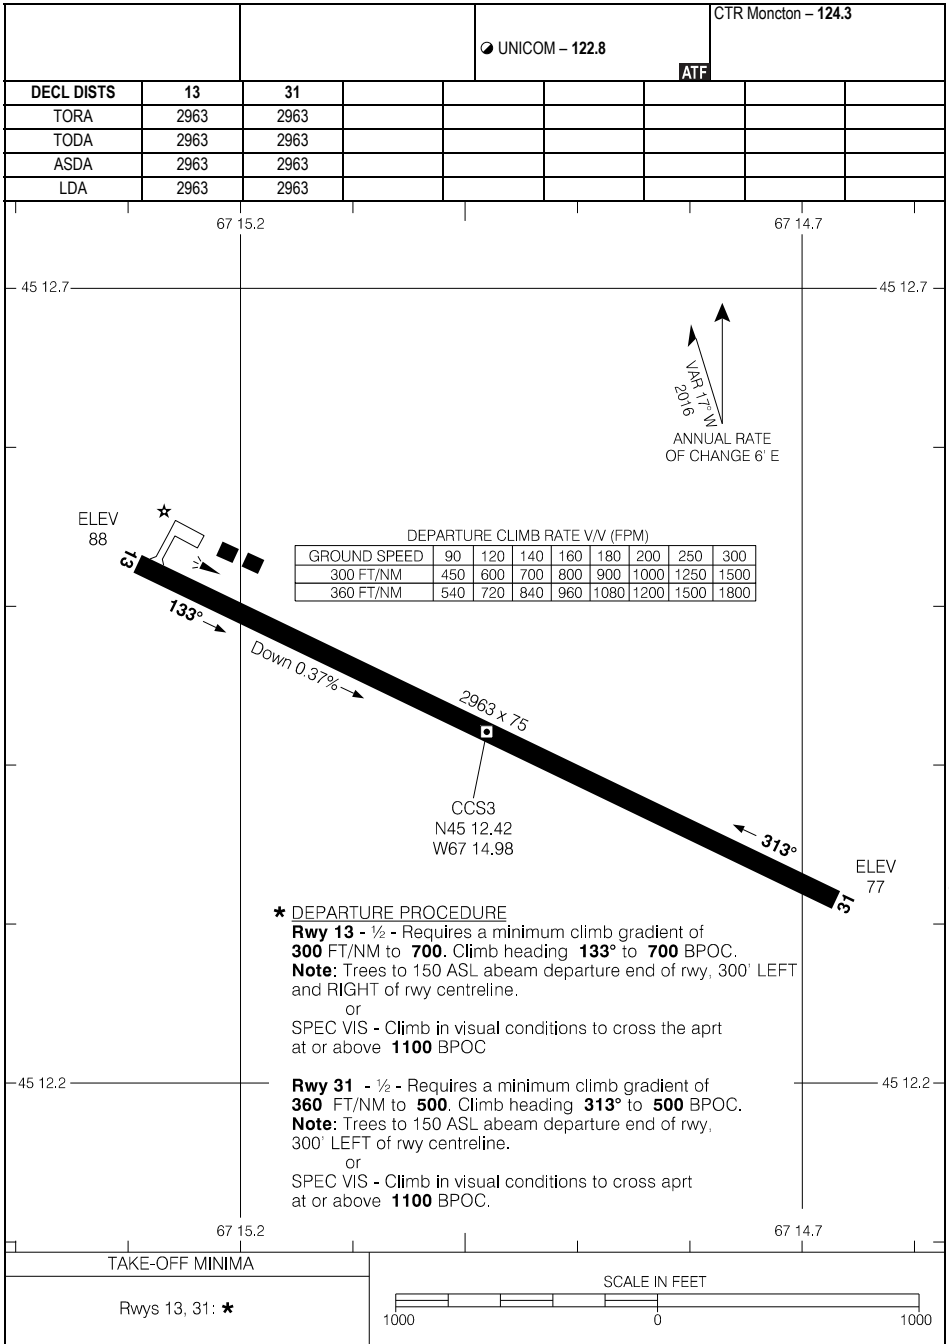 CTR Moncton – 124.3
UNICOM – 122.8
ATF
DECL DISTS 13 31
TORA 2963 2963
TODA 2963 2963
ASDA 2963 2963
LDA 2963 2963
67 15.2 67 14.7
45 12.7 45 12.7
VAR 17° W
2016
ANNUAL RATE
OF CHANGE 6' E
ELEV
88
13
DEPARTURE CLIMB RATE V/V (FPM)
GROUND SPEED 90 120 140 160 180 200 250 300
300 FT/NM 450 600 700 800 900 1000 1250 1500
360 FT/NM 540 720 840 960 1080 1200 1500 1800
133°
Down 0.37%
2963 x 75
CCS3
N45 12.42
W67 14.98
313°
ELEV
77
31
* DEPARTURE PROCEDURE
Rwy 13 - ½ - Requires a minimum climb gradient of
300 FT/NM to 700. Climb heading 133° to 700 BPOC.
Note: Trees to 150 ASL abeam departure end of rwy, 300' LEFT
and RIGHT of rwy centreline.
or
SPEC VIS - Climb in visual conditions to cross the aprt
at or above 1100 BPOC
Rwy 31 - ½ - Requires a minimum climb gradient of
360 FT/NM to 500. Climb heading 313° to 500 BPOC.
Note: Trees to 150 ASL abeam departure end of rwy,
300' LEFT of rwy centreline.
or
SPEC VIS - Climb in visual conditions to cross aprt
at or above 1100 BPOC.
45 12.2 45 12.2
67 15.2 67 14.7
TAKE-OFF MINIMA
Rwys 13, 31: *
SCALE IN FEET
1000 0 1000